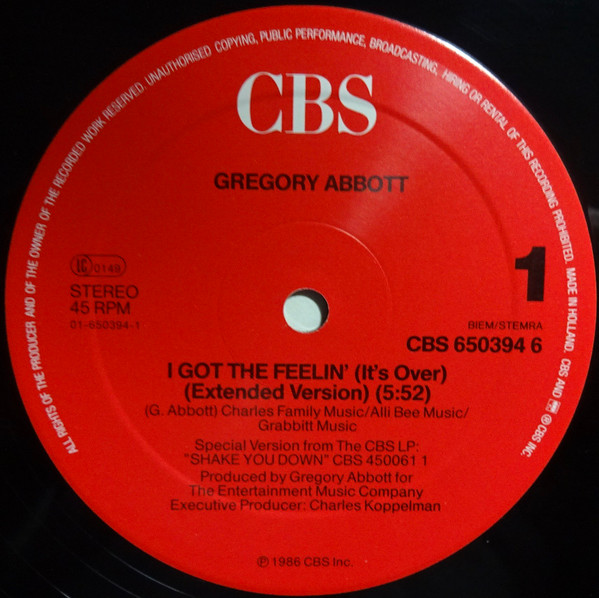 ALL RIGHTS OF THE PRODUCER AND OF THE OWNER OF THE RECORDED WORK RESERVED. UNAUTHORISED COPYING, PUBLIC PERFORMANCE, BROADCASTING, HIRING OR RENTAL OF THIS RECORDING PROHIBITED. MADE IN HOLLAND. CBS AND ℗ CBS INC.
CBS
GREGORY ABBOTT
LC 0149
STEREO
45 RPM
01-650394-1
1
BIEM/STEMRA
CBS 650394 6
I GOT THE FEELIN' (It's Over)
(Extended Version) (5:52)
(G. Abbott) Charles Family Music/Alli Bee Music/
Grabbitt Music
Special Version from The CBS LP:
"SHAKE YOU DOWN" CBS 450061 1
Produced by Gregory Abbott for
The Entertainment Music Company
Executive Producer: Charles Koppelman
℗ 1986 CBS Inc.